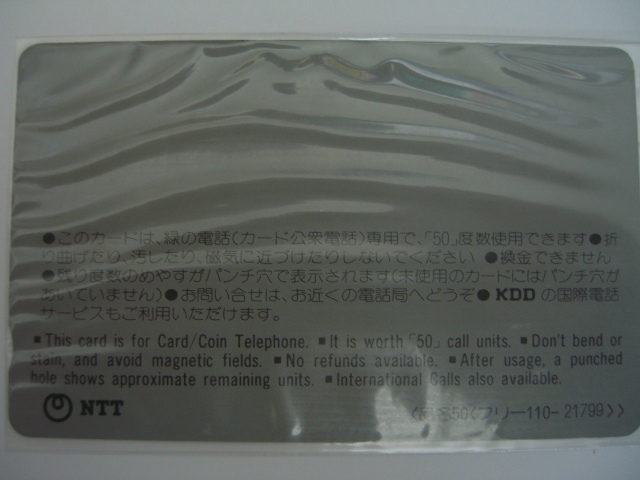 ●このカードは、緑の電話(カード公衆電話)専用で、「50」度数使用できます●折
り曲げたり、汚したり、磁気に近づけたりしないでください ●換金できません
●残り度数のめやすがパンチ穴で表示されます(未使用のカードにはパンチ穴が
あいていません)●お問い合せは、お近くの電話局へどうぞ● KDD の国際電話
サービスもご利用いただけます。
■This card is for Card/Coin Telephone. ■It is worth「50」call units. ■Don't bend or
stain, and avoid magnetic fields. ■No refunds available. ■After usage, a punched
hole shows approximate remaining units. ■International Calls also available.
NTT
〈品名50〈フリー110-21799〉〉